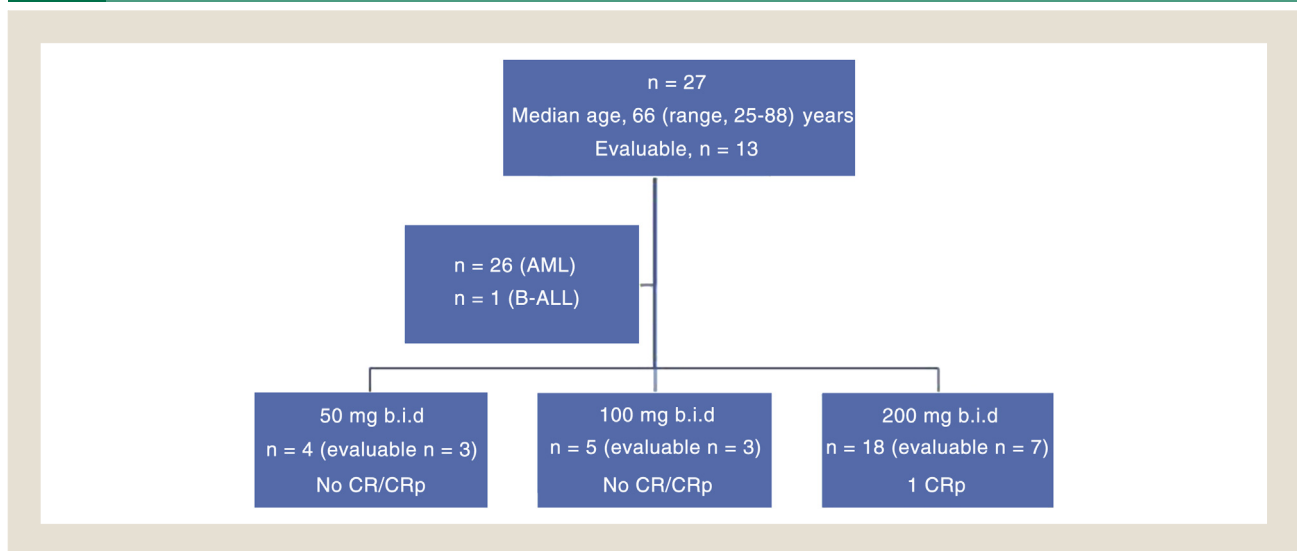 n = 27
Median age, 66 (range, 25-88) years
Evaluable, n = 13
n = 26 (AML)
n = 1 (B-ALL)
50 mg b.i.d
n = 4 (evaluable n = 3)
No CR/CRp
100 mg b.i.d
n = 5 (evaluable n = 3)
No CR/CRp
200 mg b.i.d
n = 18 (evaluable n = 7)
1 CRp